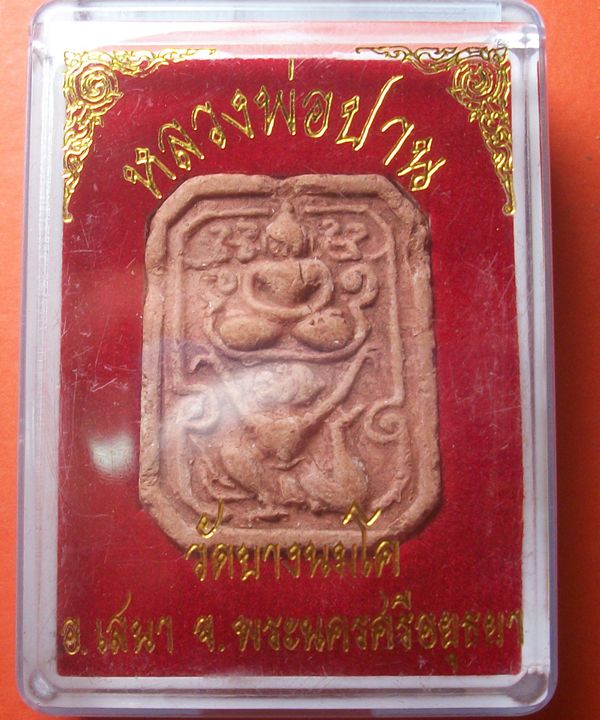 หลวงพ่อปาน
วัดบางนมโค
อ.เสนา จ.พระนครศรีอยุธยา